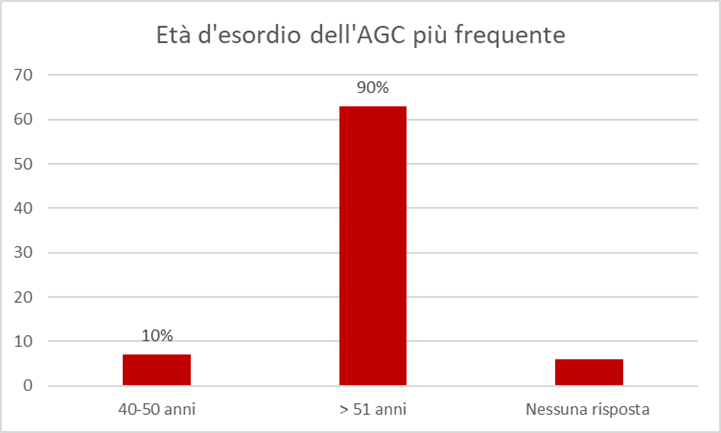 Età d'esordio dell'AGC più frequente
70
60
50
40
30
20
10
0
10%
90%
40-50 anni
> 51 anni
Nessuna risposta